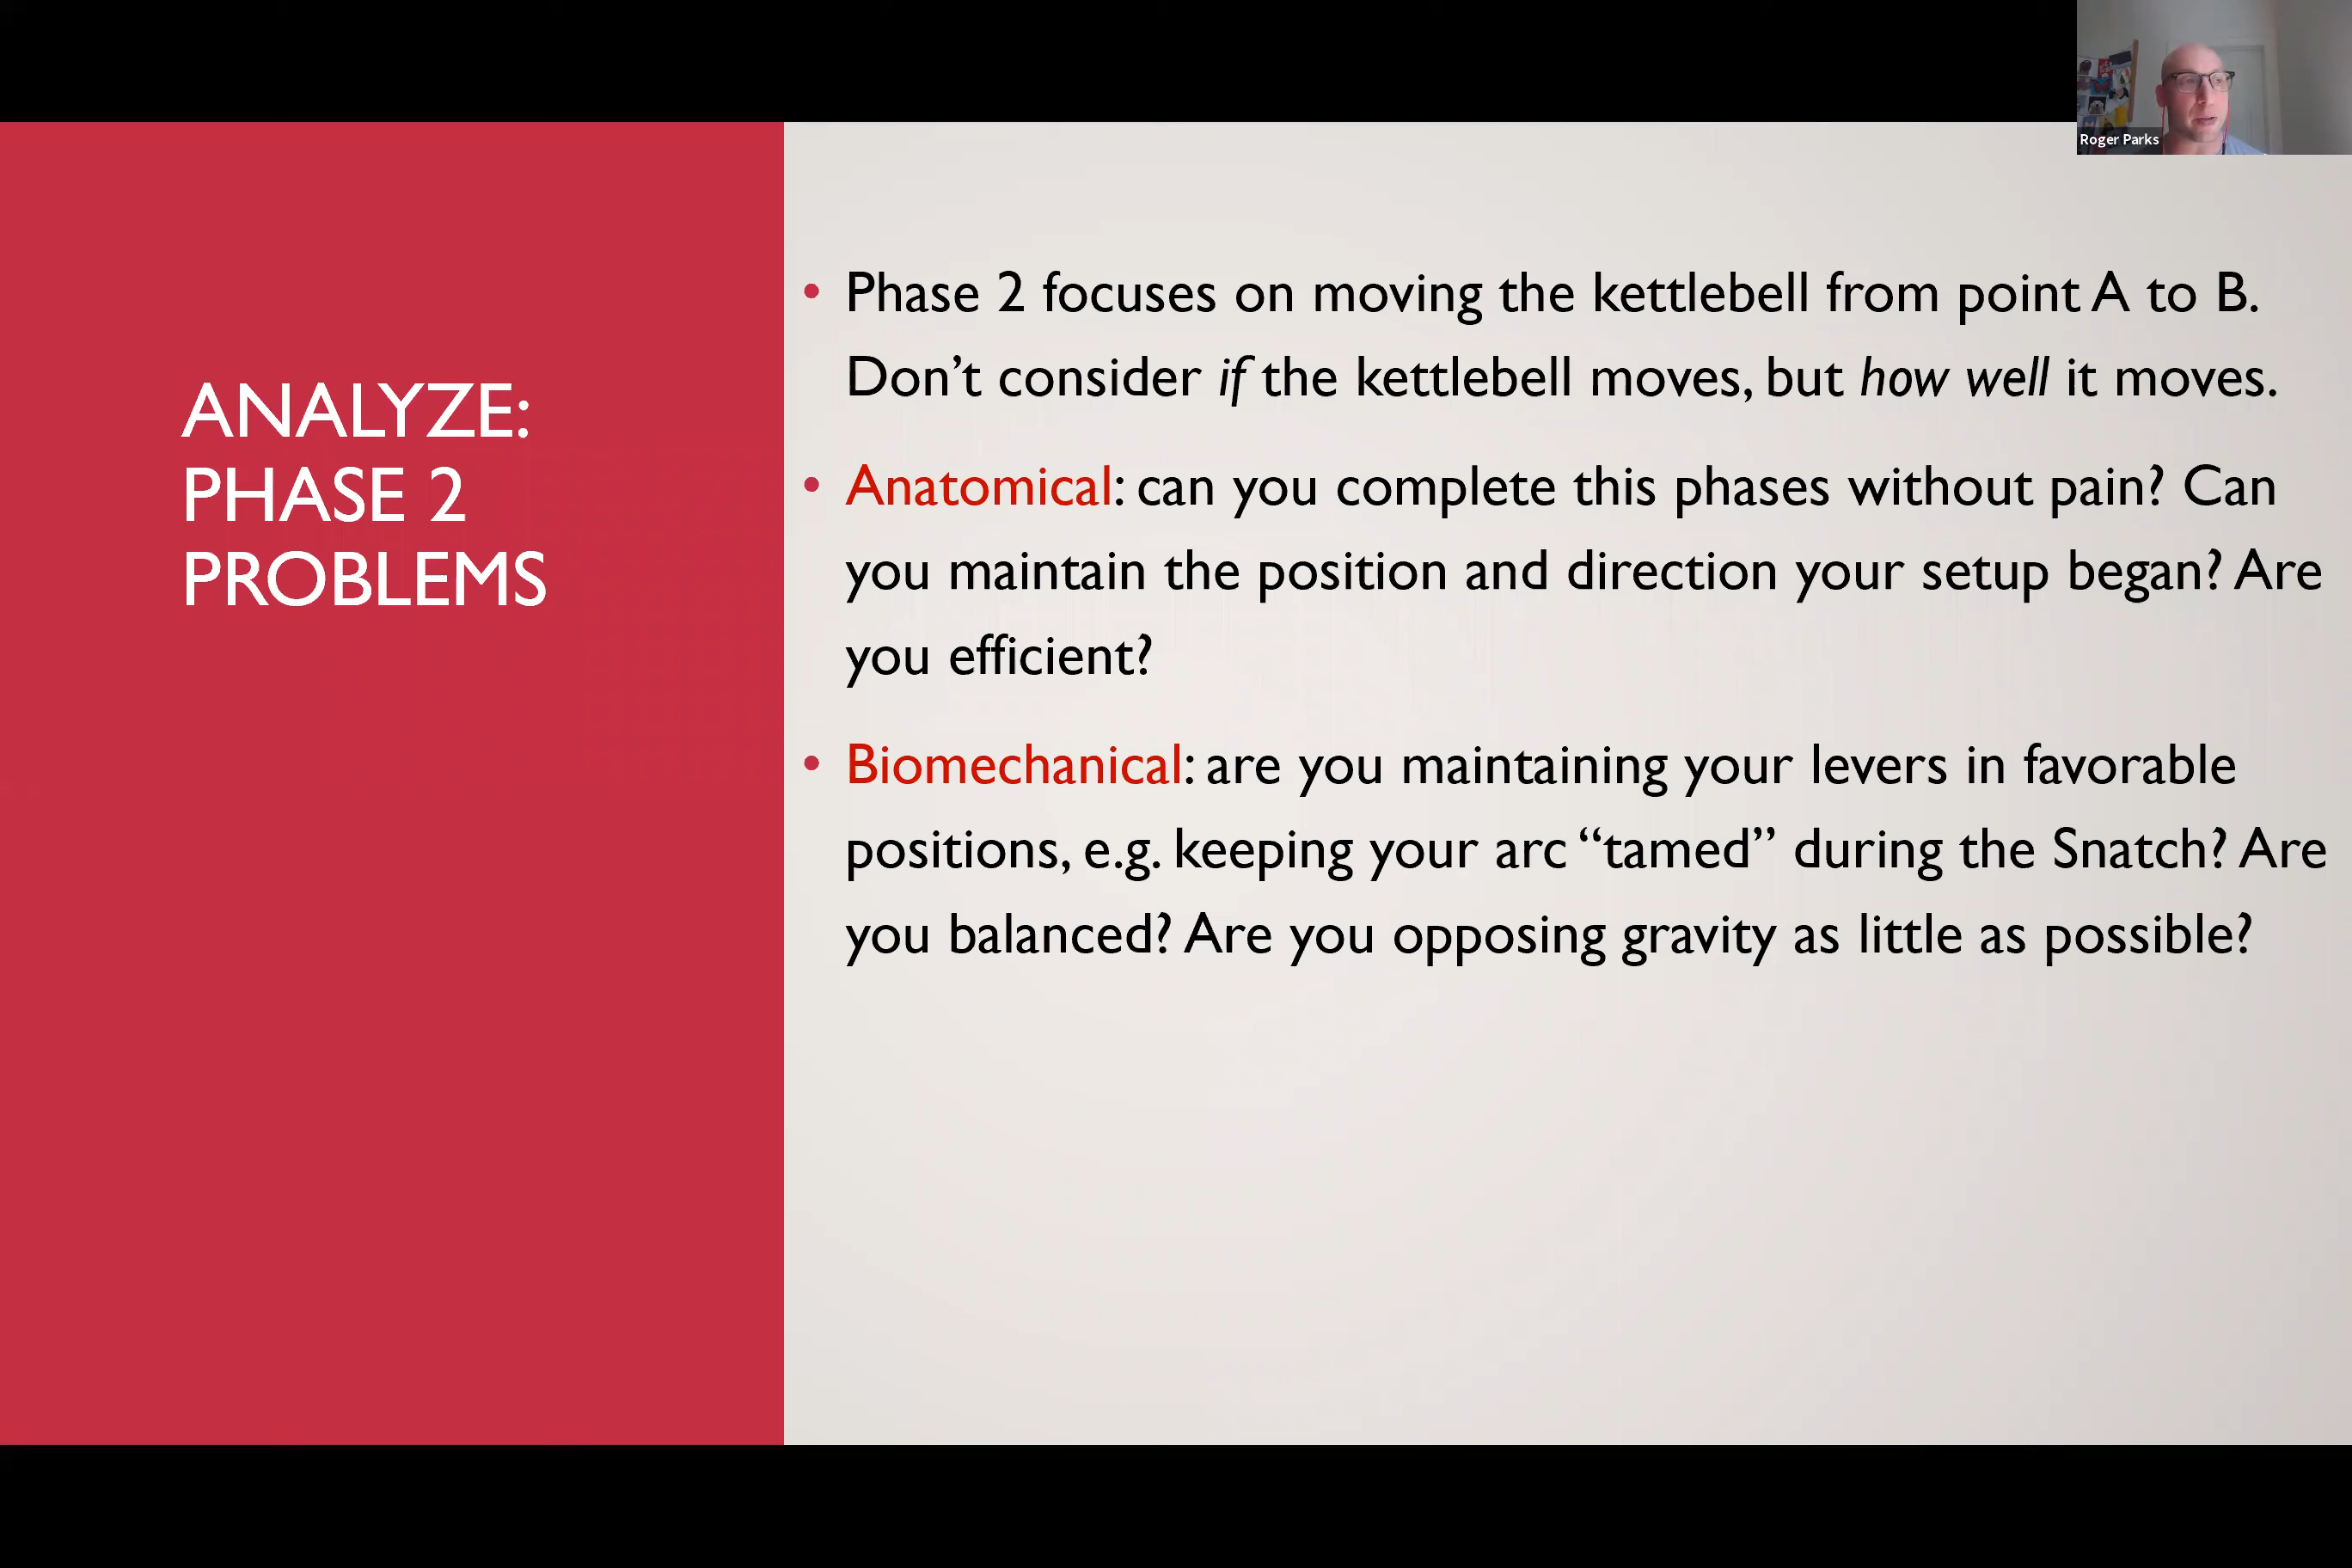 Roger Parks
ANALYZE:
PHASE 2
PROBLEMS
• Phase 2 focuses on moving the kettlebell from point A to B.
Don’t consider if the kettlebell moves, but how well it moves.
• Anatomical: can you complete this phases without pain? Can
you maintain the position and direction your setup began? Are
you efficient?
• Biomechanical: are you maintaining your levers in favorable
positions, e.g. keeping your arc “tamed” during the Snatch? Are
you balanced? Are you opposing gravity as little as possible?